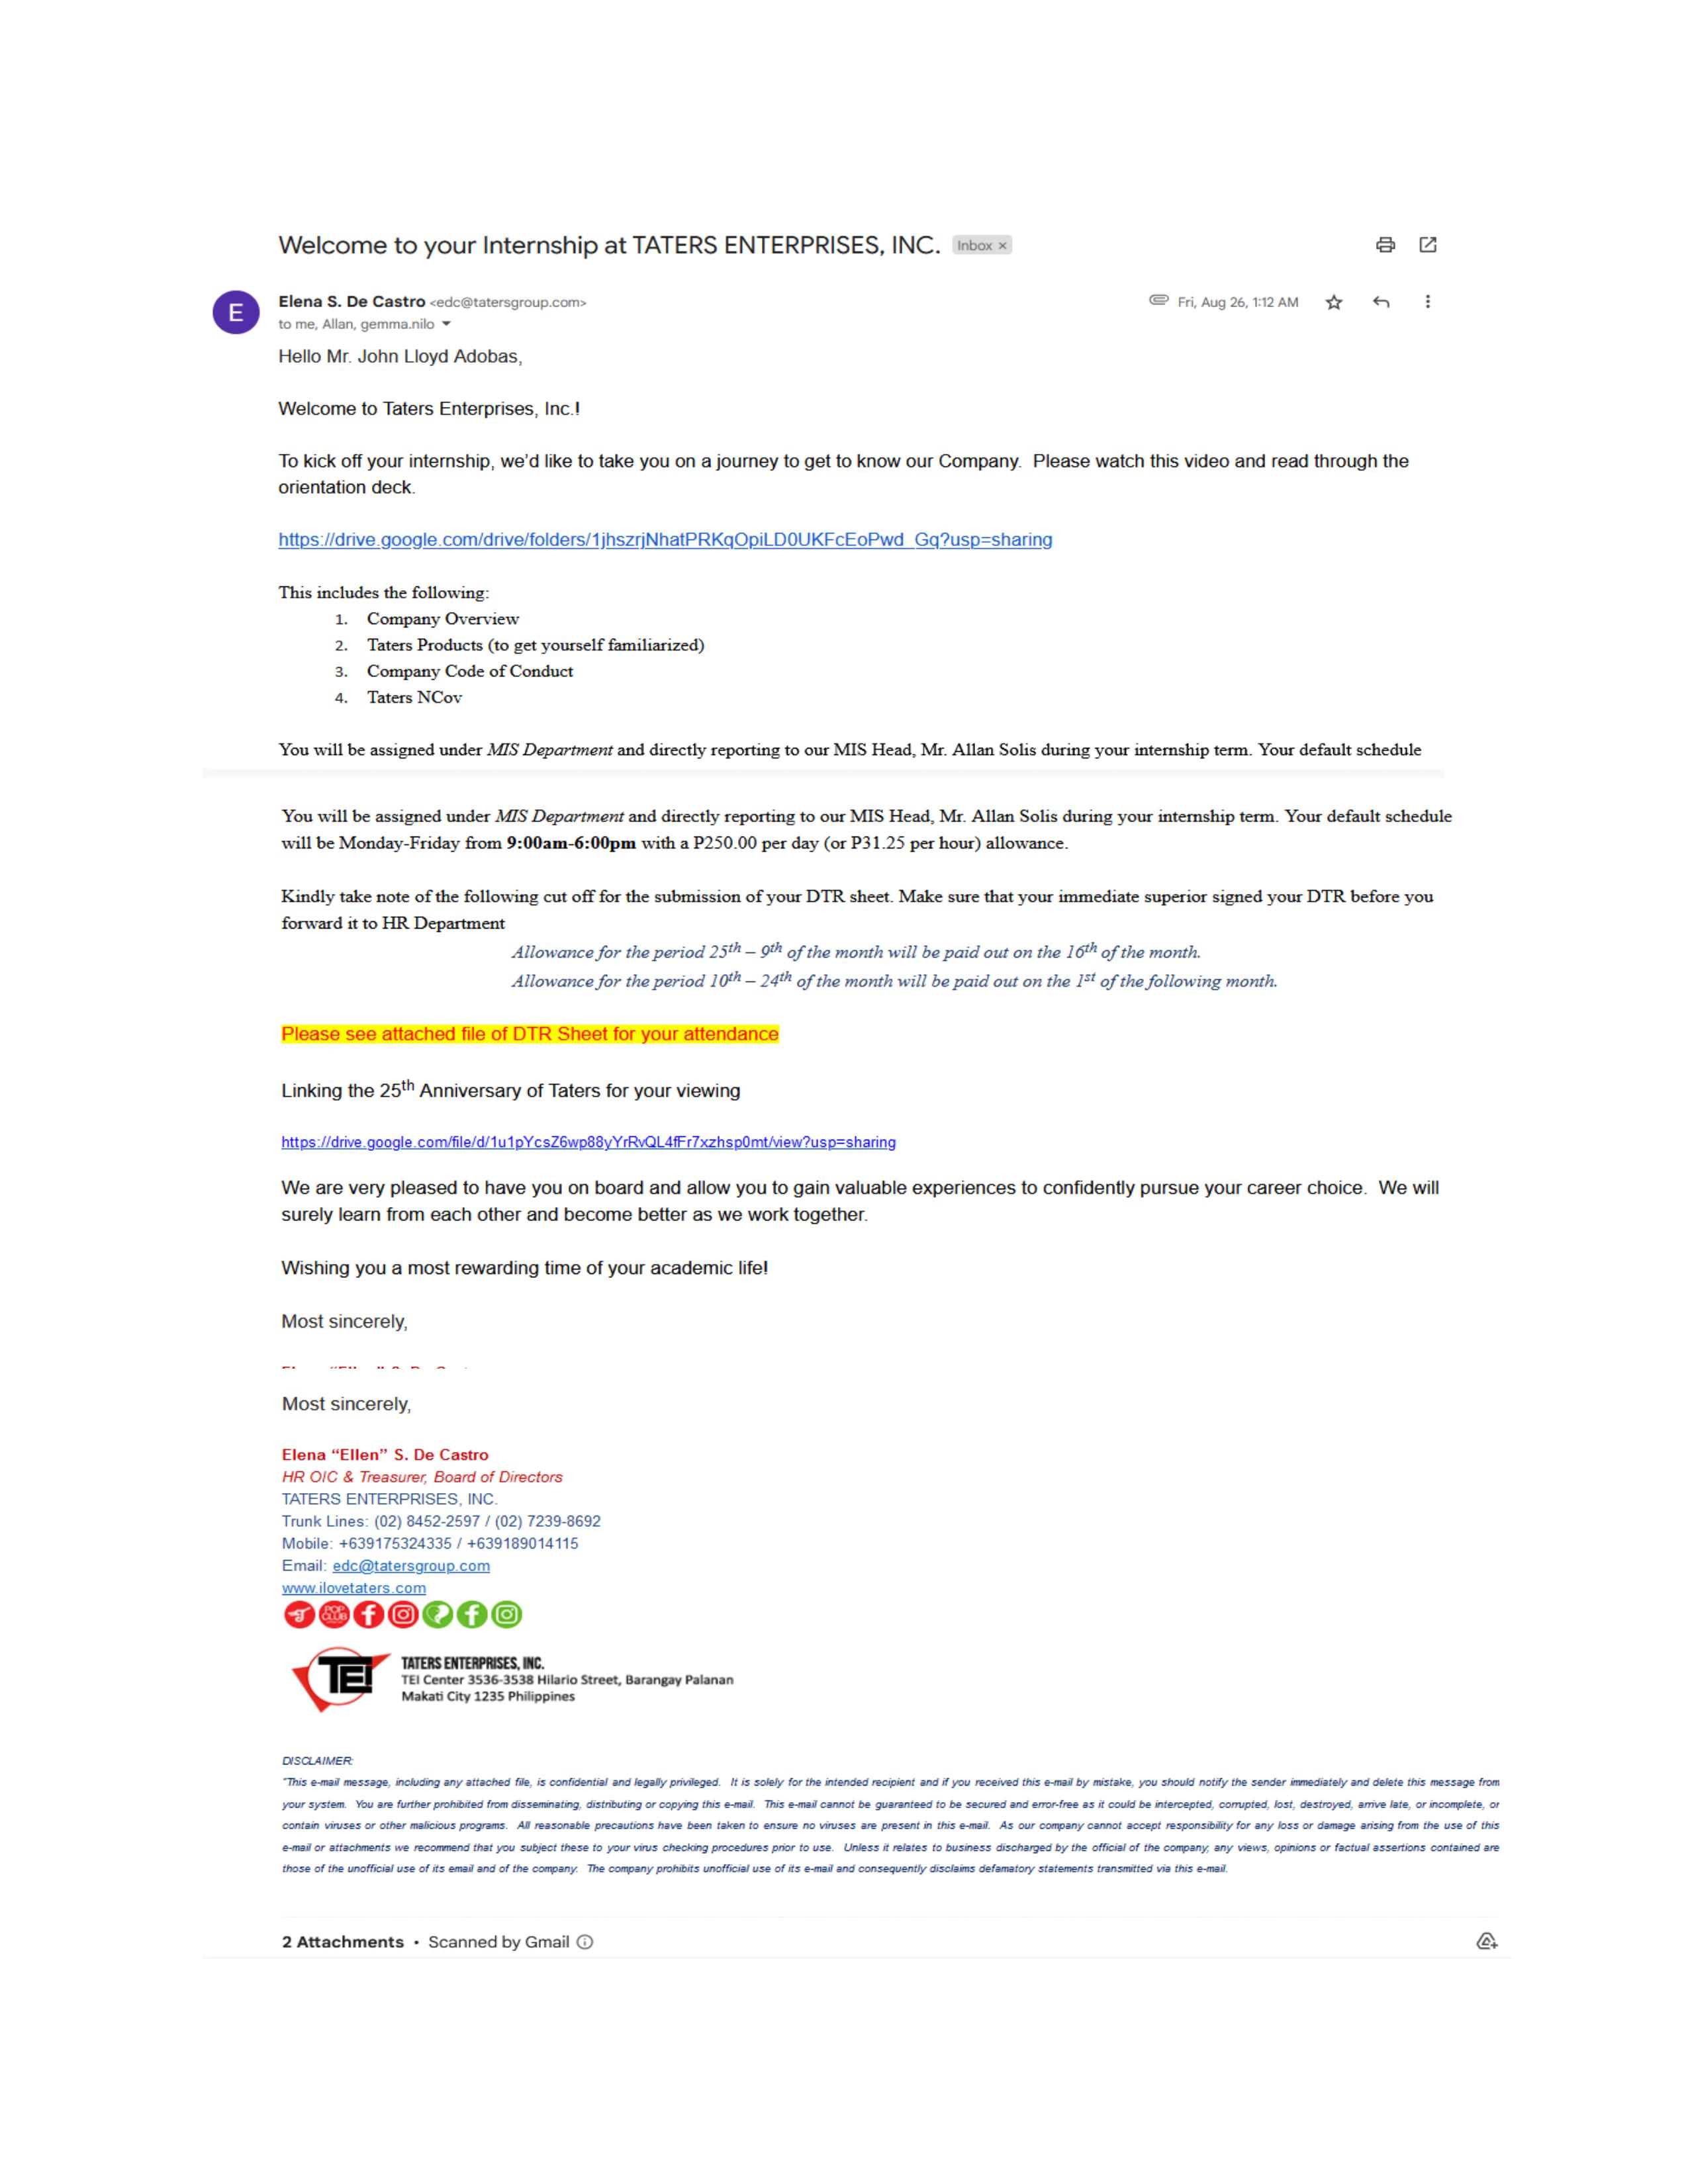 Welcome to your Internship at TATERS ENTERPRISES, INC. Inbox ×
E
Elena S. De Castro <edc@tatersgroup.com>
Fri, Aug 26, 1:12 AM
to me, Allan, gemma.nilo
Hello Mr. John Lloyd Adobas,
Welcome to Taters Enterprises, Inc.!
To kick off your internship, we'd like to take you on a journey to get to know our Company. Please watch this video and read through the
orientation deck.
https://drive.google.com/drive/folders/1jhszrjNhatPRKqOpiLD0UKFcEoPwd_Gq?usp=sharing
This includes the following:
1. Company Overview
2. Taters Products (to get yourself familiarized)
3. Company Code of Conduct
4. Taters NCov
You will be assigned under MIS Department and directly reporting to our MIS Head, Mr. Allan Solis during your internship term. Your default schedule
You will be assigned under MIS Department and directly reporting to our MIS Head, Mr. Allan Solis during your internship term. Your default schedule
will be Monday-Friday from 9:00am-6:00pm with a P250.00 per day (or P31.25 per hour) allowance.
Kindly take note of the following cut off for the submission of your DTR sheet. Make sure that your immediate superior signed your DTR before you
forward it to HR Department
Allowance for the period 25th – 9th of the month will be paid out on the 16th of the month.
Allowance for the period 10th – 24th of the month will be paid out on the 1st of the following month.
Please see attached file of DTR Sheet for your attendance
Linking the 25th Anniversary of Taters for your viewing
https://drive.google.com/file/d/1u1pYcsZ6wp88yYrRvQL4fFr7xzhsp0mt/view?usp=sharing
We are very pleased to have you on board and allow you to gain valuable experiences to confidently pursue your career choice. We will
surely learn from each other and become better as we work together.
Wishing you a most rewarding time of your academic life!
Most sincerely,
Most sincerely,
Elena “Ellen” S. De Castro
HR OIC & Treasurer, Board of Directors
TATERS ENTERPRISES, INC.
Trunk Lines: (02) 8452-2597 / (02) 7239-8692
Mobile: +639175324335 / +639189014115
Email: edc@tatersgroup.com
www.ilovetaters.com
POP CLUB
TEI
TATERS ENTERPRISES, INC.
TEI Center 3536-3538 Hilario Street, Barangay Palanan
Makati City 1235 Philippines
DISCLAIMER:
"This e-mail message, including any attached file, is confidential and legally privileged. It is solely for the intended recipient and if you received this e-mail by mistake, you should notify the sender immediately and delete this message from
your system. You are further prohibited from disseminating, distributing or copying this e-mail. This e-mail cannot be guaranteed to be secured and error-free as it could be intercepted, corrupted, lost, destroyed, arrive late, or incomplete, or
contain viruses or other malicious programs. All reasonable precautions have been taken to ensure no viruses are present in this e-mail. As our company cannot accept responsibility for any loss or damage arising from the use of this
e-mail or attachments we recommend that you subject these to your virus checking procedures prior to use. Unless it relates to business discharged by the official of the company, any views, opinions or factual assertions contained are
those of the unofficial use of its email and of the company. The company prohibits unofficial use of its e-mail and consequently disclaims defamatory statements transmitted via this e-mail.
2 Attachments • Scanned by Gmail